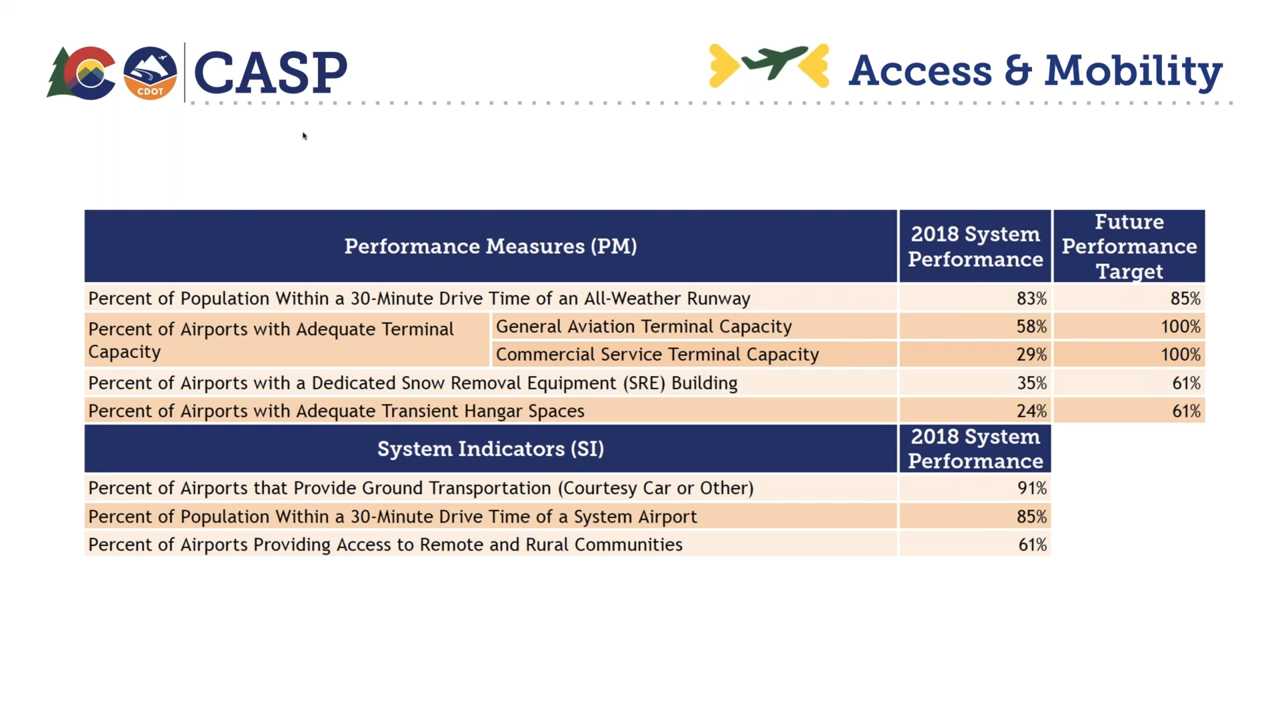 CDOT
CASP
Access & Mobility
Performance Measures (PM)
2018 System
Performance
Future
Performance
Target
Percent of Population Within a 30-Minute Drive Time of an All-Weather Runway
83%
85%
Percent of Airports with Adequate Terminal
Capacity
General Aviation Terminal Capacity
58%
100%
Commercial Service Terminal Capacity
29%
100%
Percent of Airports with a Dedicated Snow Removal Equipment (SRE) Building
35%
61%
Percent of Airports with Adequate Transient Hangar Spaces
24%
61%
System Indicators (SI)
2018 System
Performance
Percent of Airports that Provide Ground Transportation (Courtesy Car or Other)
91%
Percent of Population Within a 30-Minute Drive Time of a System Airport
85%
Percent of Airports Providing Access to Remote and Rural Communities
61%